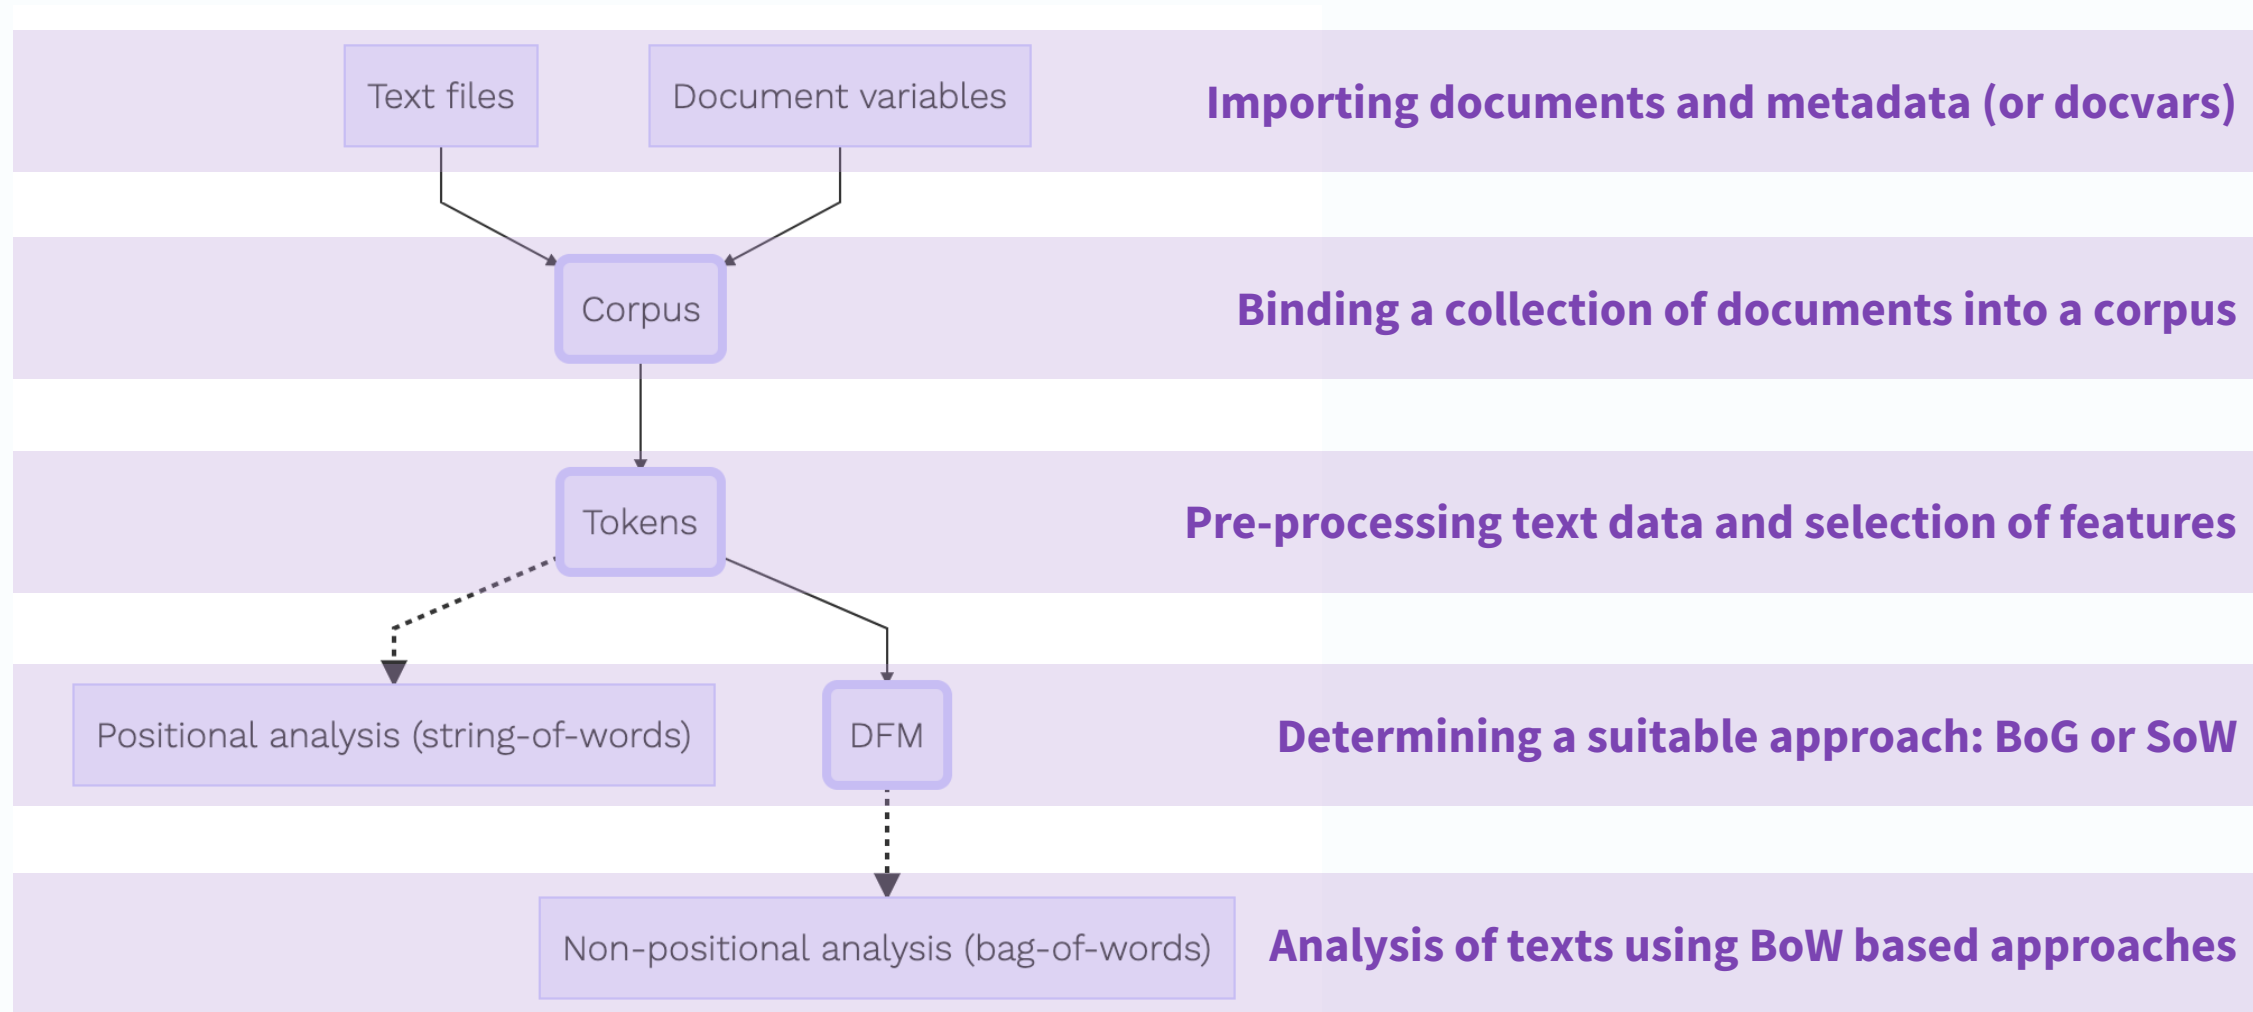 Text files
Document variables
Importing documents and metadata (or docvars)
Corpus
Binding a collection of documents into a corpus
Tokens
Pre-processing text data and selection of features
Positional analysis (string-of-words)
DFM
Determining a suitable approach: BoG or SoW
Non-positional analysis (bag-of-words)
Analysis of texts using BoW based approaches